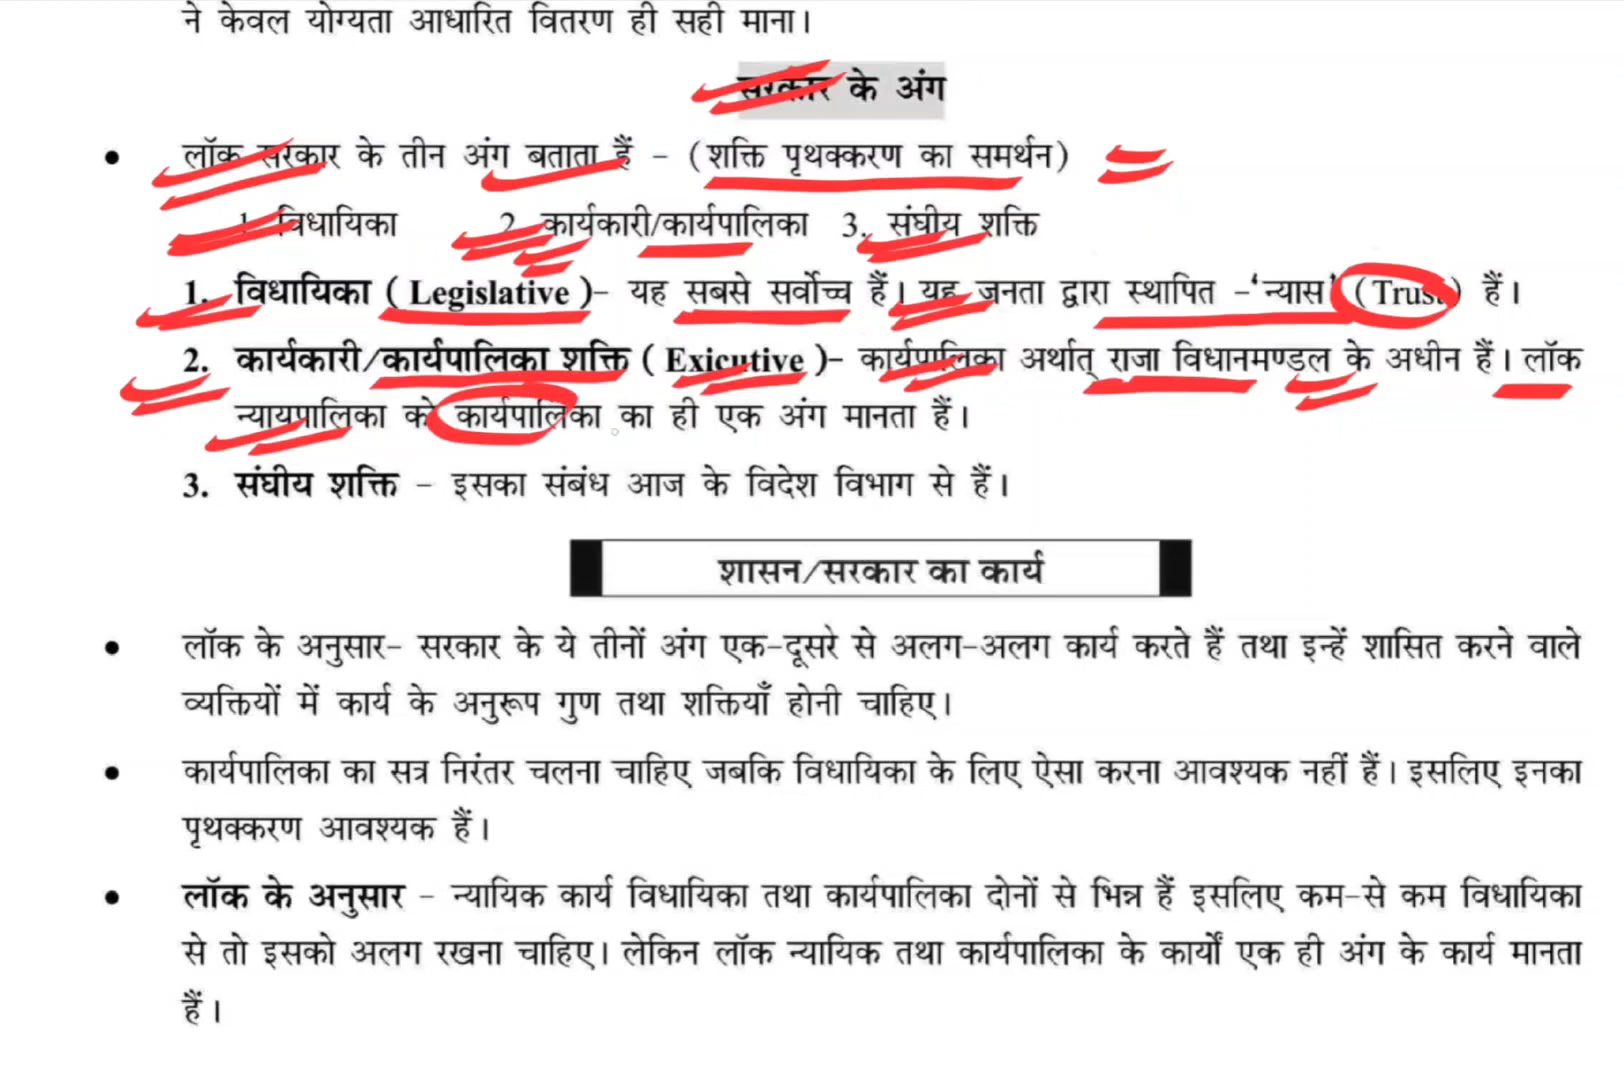 ने केवल योग्यता आधारित वितरण ही सही माना।
सरकार के अंग
• लॉक सरकार के तीन अंग बताता हैं - (शक्ति पृथक्करण का समर्थन)
1. विधायिका 2. कार्यकारी/कार्यपालिका 3. संघीय शक्ति
1. विधायिका ( Legislative )- यह सबसे सर्वोच्च हैं। यह जनता द्वारा स्थापित -'न्यास' (Trust) हैं।
2. कार्यकारी/कार्यपालिका शक्ति ( Exicutive )- कार्यपालिका अर्थात् राजा विधानमण्डल के अधीन हैं। लॉक
न्यायपालिका को कार्यपालिका का ही एक अंग मानता हैं।
3. संघीय शक्ति - इसका संबंध आज के विदेश विभाग से हैं।
शासन/सरकार का कार्य
• लॉक के अनुसार- सरकार के ये तीनों अंग एक-दूसरे से अलग-अलग कार्य करते हैं तथा इन्हें शासित करने वाले
व्यक्तियों में कार्य के अनुरूप गुण तथा शक्तियाँ होनी चाहिए।
• कार्यपालिका का सत्र निरंतर चलना चाहिए जबकि विधायिका के लिए ऐसा करना आवश्यक नहीं हैं। इसलिए इनका
पृथक्करण आवश्यक हैं।
• लॉक के अनुसार - न्यायिक कार्य विधायिका तथा कार्यपालिका दोनों से भिन्न हैं इसलिए कम-से कम विधायिका
से तो इसको अलग रखना चाहिए। लेकिन लॉक न्यायिक तथा कार्यपालिका के कार्यों एक ही अंग के कार्य मानता
हैं।